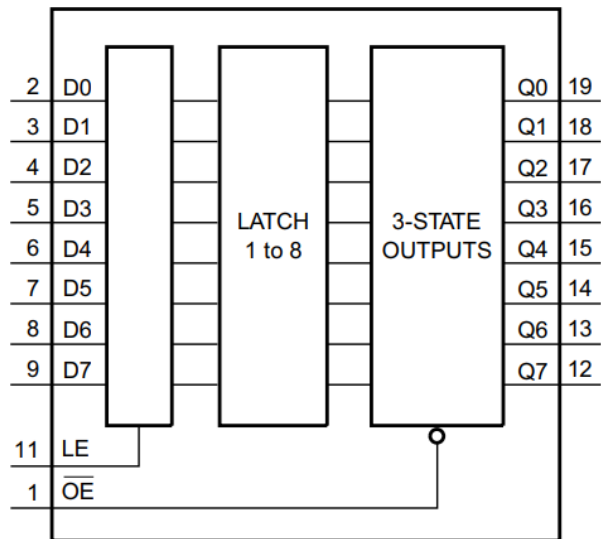 2 D0 Q0 19
3 D1 Q1 18
4 D2 Q2 17
5 D3 Q3 16
LATCH 3-STATE
1 to 8 OUTPUTS
6 D4 Q4 15
7 D5 Q5 14
8 D6 Q6 13
9 D7 Q7 12
11 LE
1 O̅E̅